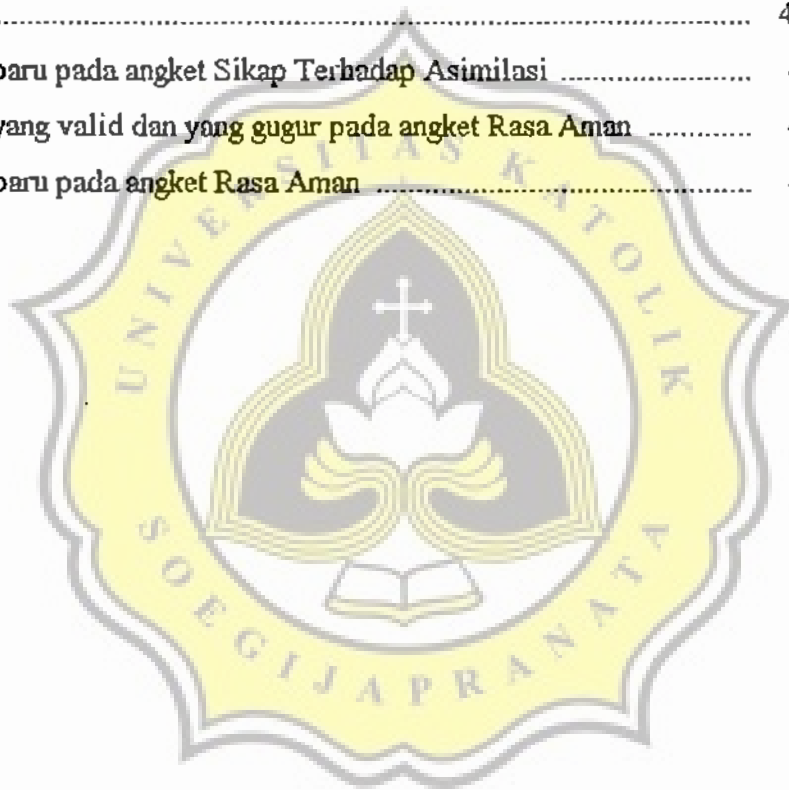 ........ 4
baru pada angket Sikap Terhadap Asimilasi ........
yang valid dan yang gugur pada angket Rasa Aman ........
baru pada angket Rasa Aman ........
UNIVERSITAS KATOLIK
SOEGIJAPRANATA